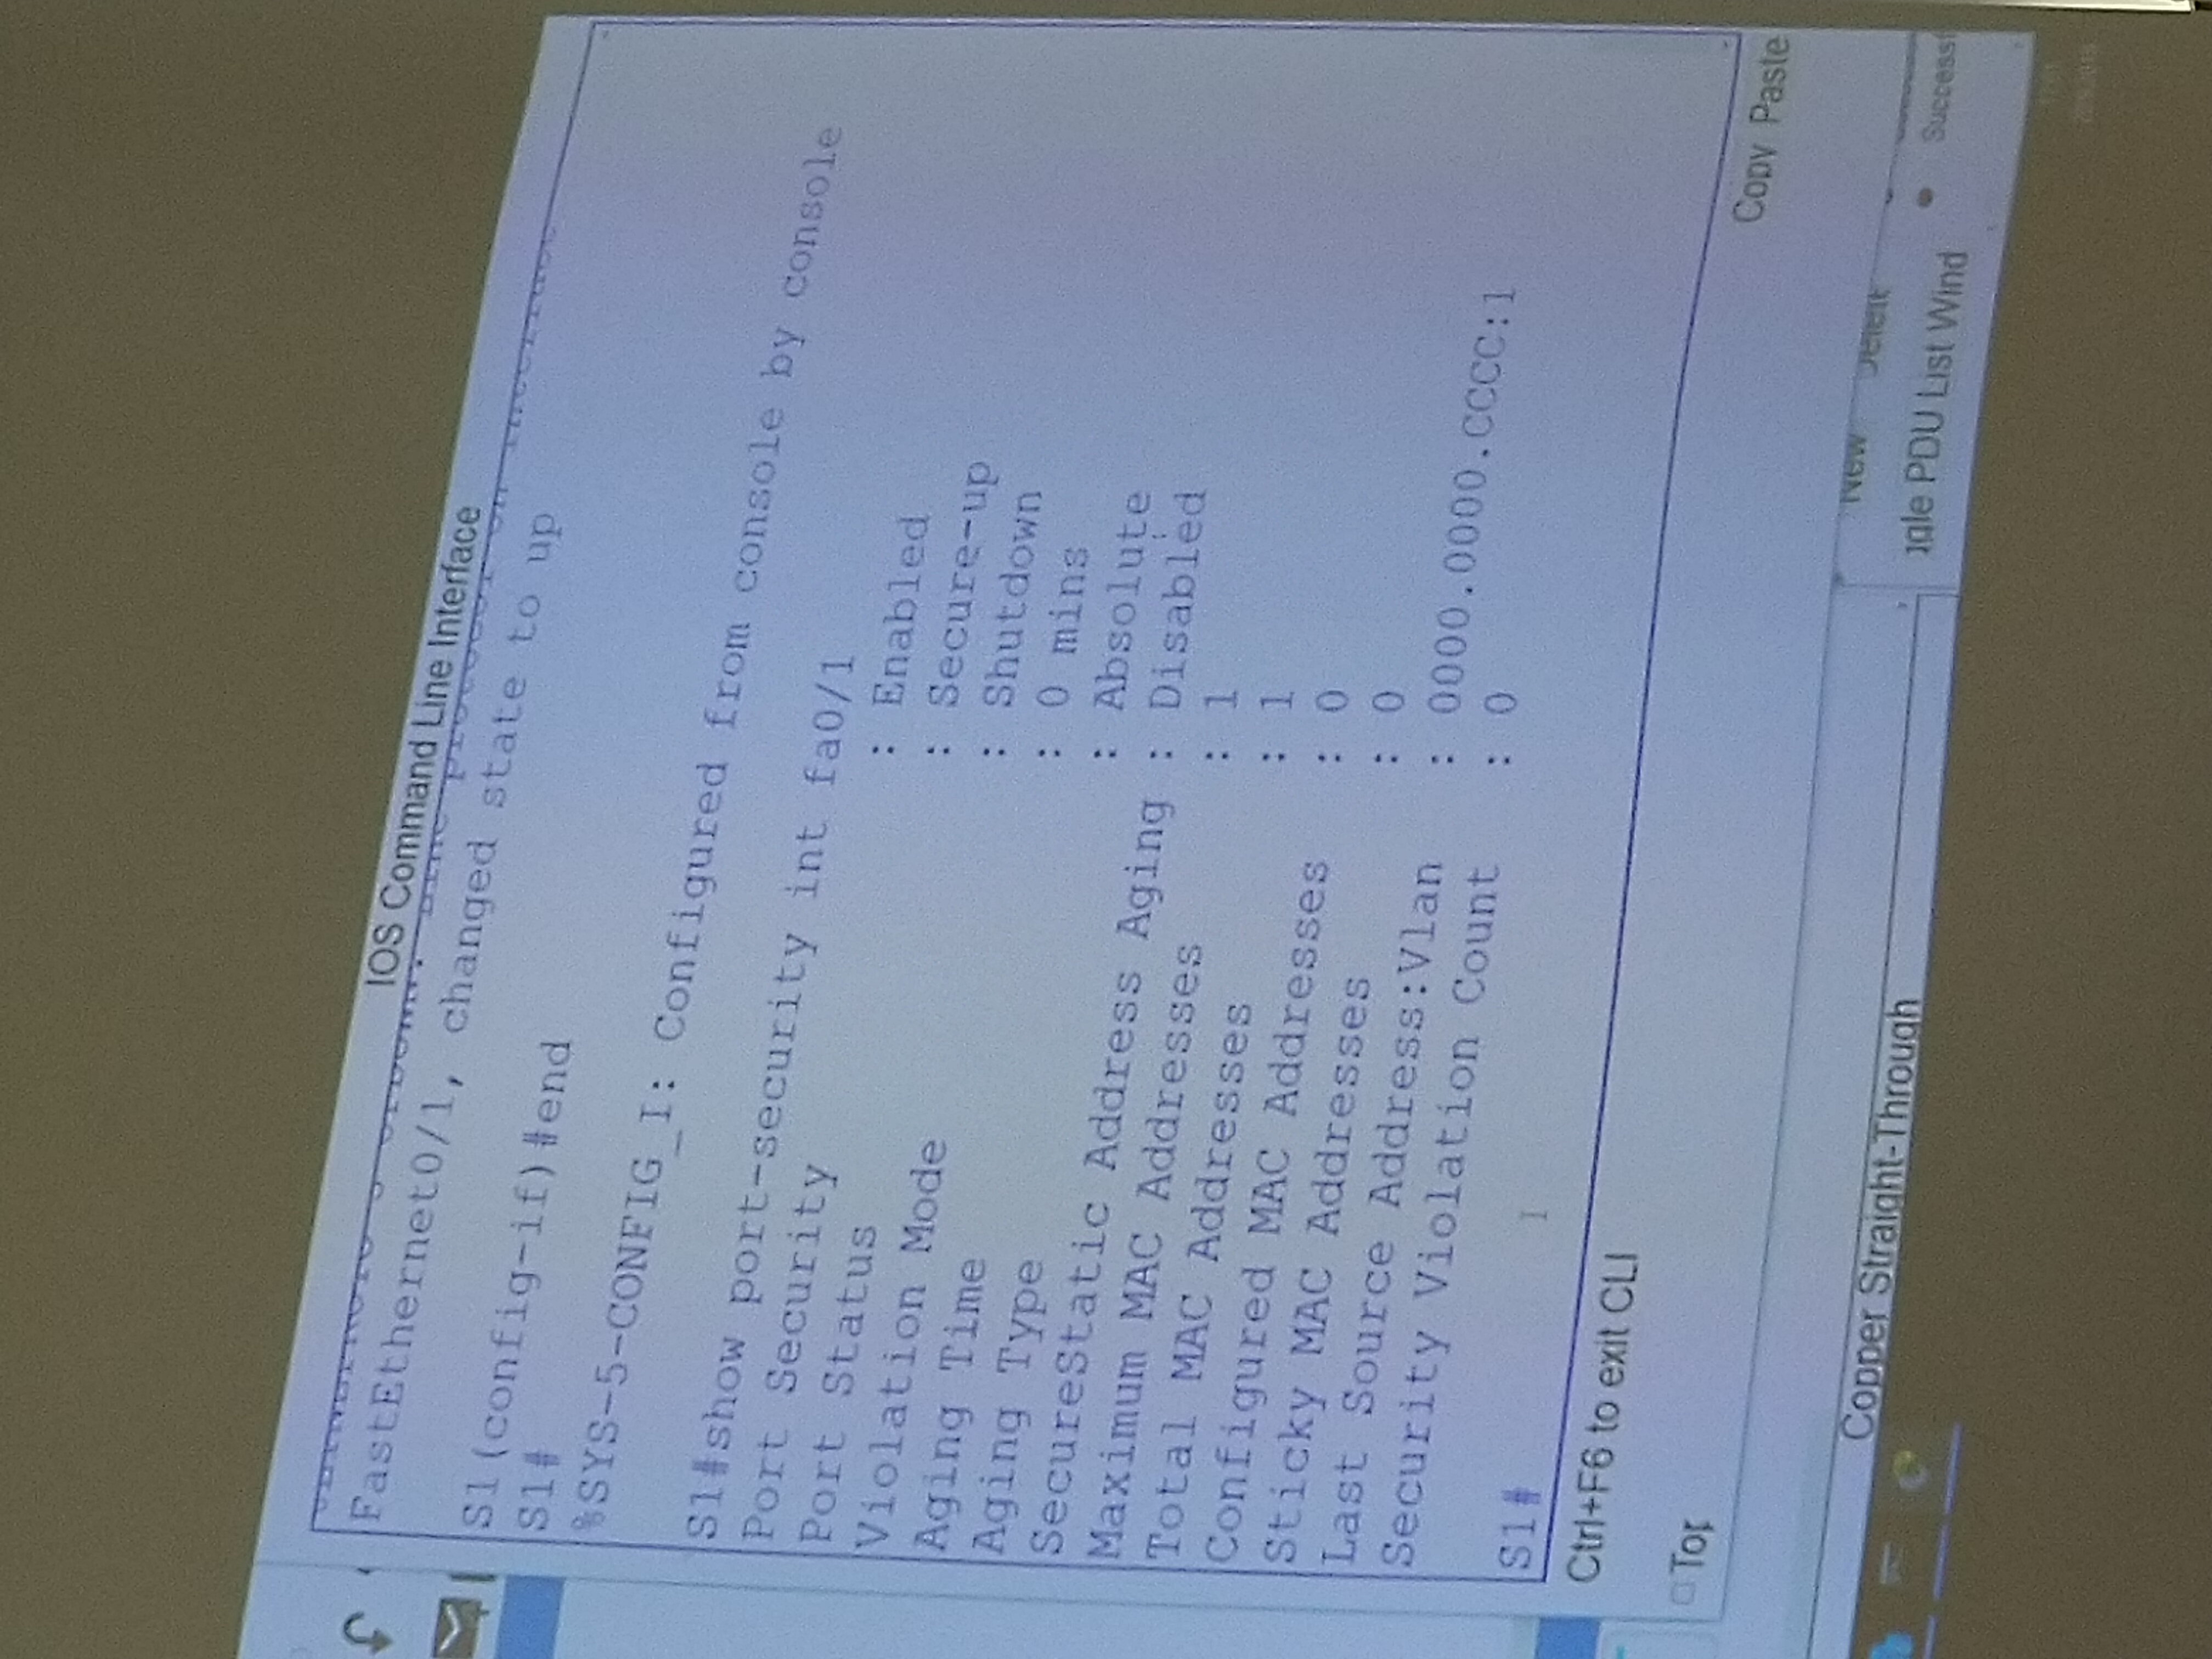 IOS Command Line Interface
FastEthernet0/1, changed state to up
S1(config-if)#end
S1#
%SYS-5-CONFIG_I: Configured from console by console
S1#show port-security int fa0/1
Port Security : Enabled
Port Status : Secure-up
Violation Mode : Shutdown
Aging Time : 0 mins
Aging Type : Absolute
SecureStatic Address Aging : Disabled
Maximum MAC Addresses : 1
Total MAC Addresses : 1
Configured MAC Addresses : 0
Sticky MAC Addresses : 0
Last Source Address:Vlan : 0000.0000.CCCC:1
Security Violation Count : 0
S1#
Ctrl+F6 to exit CLI
Top
Copy Paste
New Delete
Copper Straight-Through
PDU List Wind